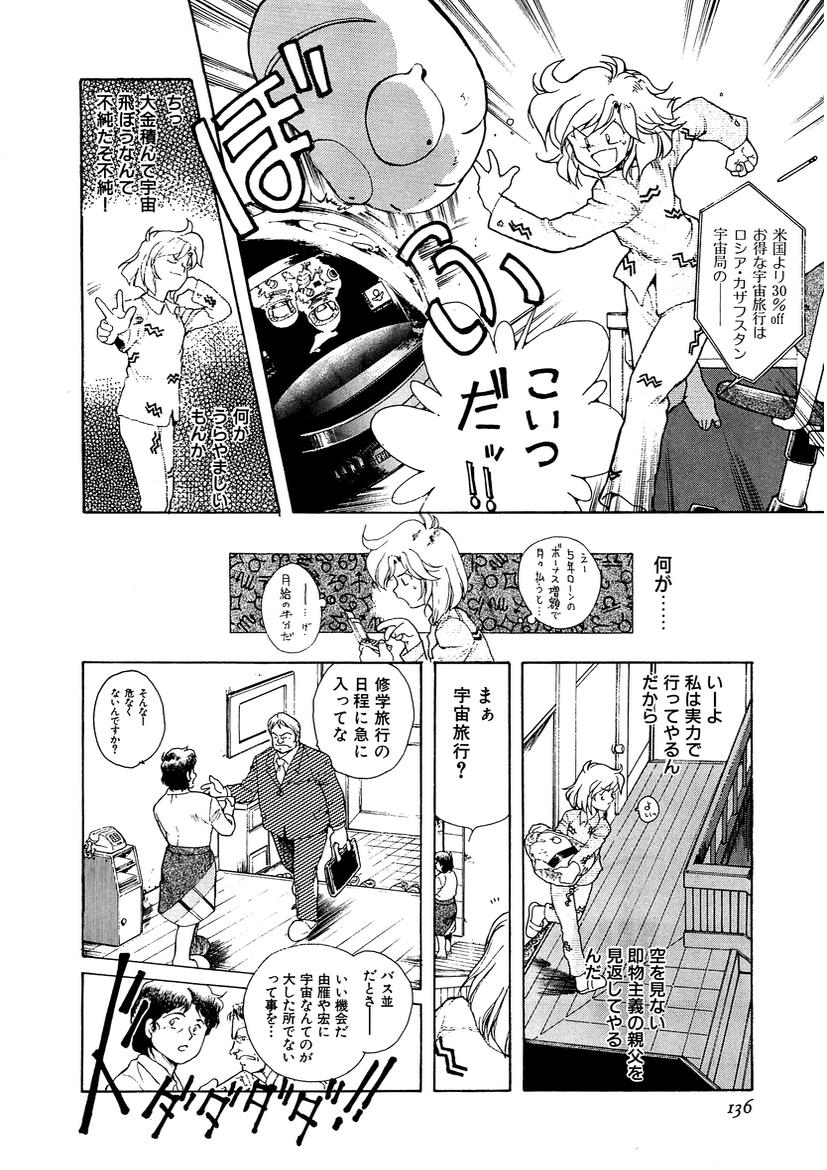 米国より30％off
お得な宇宙旅行は
ロシア・カザフスタン
宇宙局の――
ぼ
ふっ
こいつ
だッ!!
ちっ
大金積んで宇宙
飛ぼうなんて
不純だぞ不純！
何か
うらやましい
もんか
何が……
えー
5年ローンの
ボーナス増額で
月々払うと…
月給の半分だ
いーよ
私は実力で
行ってやるん
だから
よいっ
空を見ない
即物主義の親父を
見返してやる
んだ
まぁ
宇宙旅行？
修学旅行の
日程に急に
入ってな
そんなー
危なく
ないんですか？
バス並
だとさ――
いい機会だ
由雁や宏に
宇宙なんてのが
大した所でない
って事を…
ダダダダダ!!
136